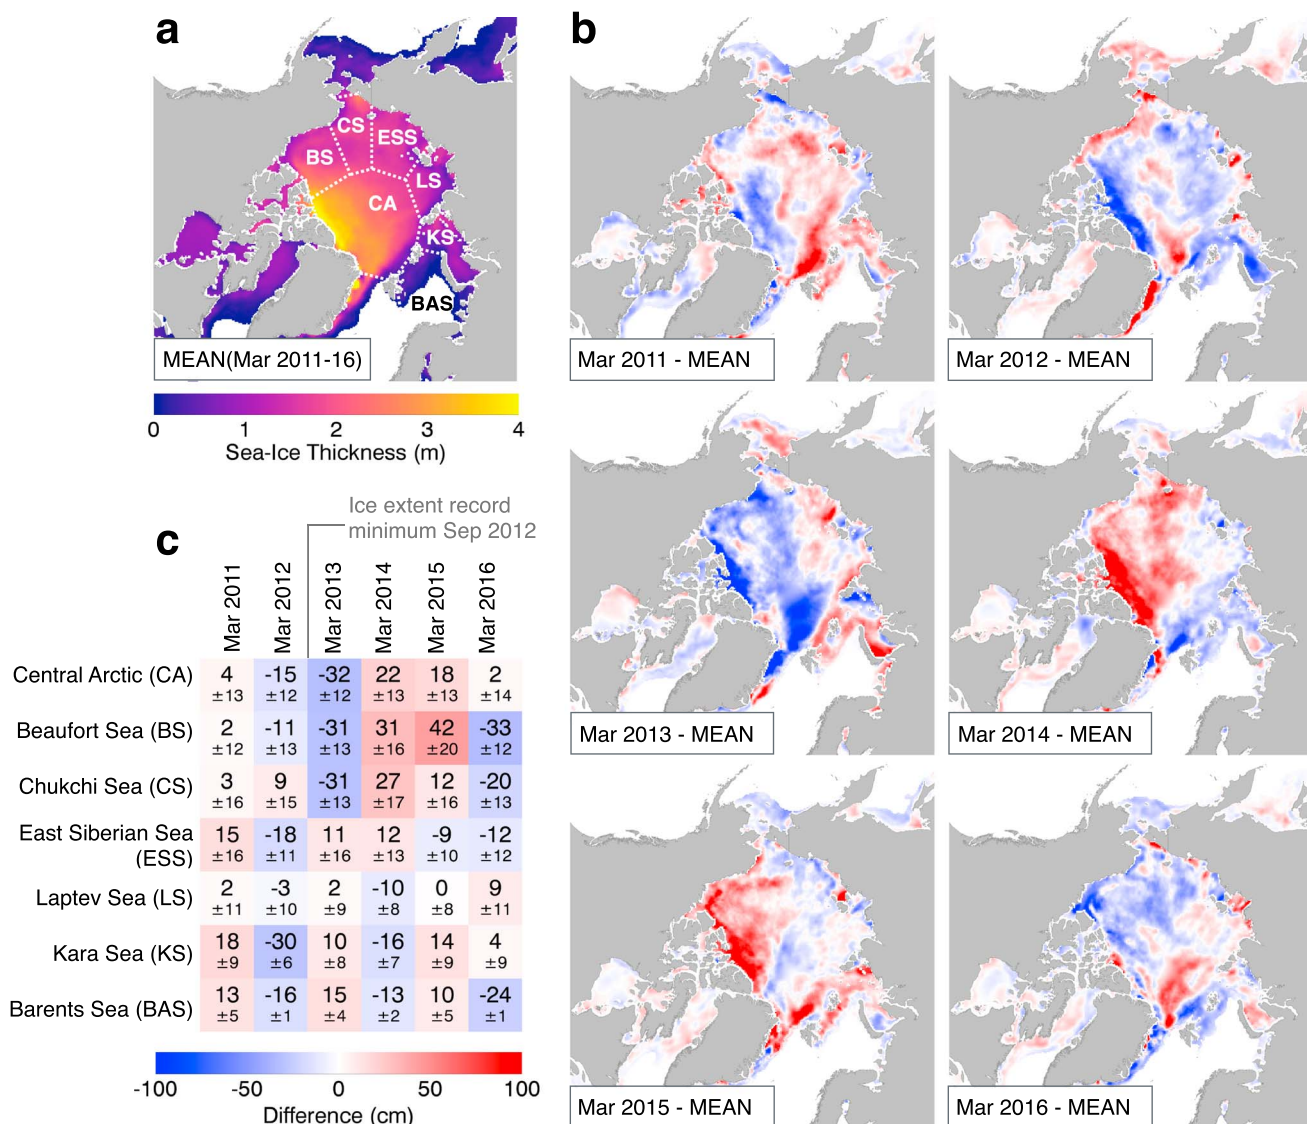 a
CS
ESS
BS
LS
CA
KS
BAS
MEAN(Mar 2011-16)
0 1 2 3 4
Sea-Ice Thickness (m)
b
Mar 2011 - MEAN
Mar 2012 - MEAN
Mar 2013 - MEAN
Mar 2014 - MEAN
Mar 2015 - MEAN
Mar 2016 - MEAN
c
Ice extent record
minimum Sep 2012
Mar 2011 Mar 2012 Mar 2013 Mar 2014 Mar 2015 Mar 2016
Central Arctic (CA) 4 -15 -32 22 18 2
±13 ±12 ±12 ±13 ±13 ±14
Beaufort Sea (BS) 2 -11 -31 31 42 -33
±12 ±13 ±13 ±16 ±20 ±12
Chukchi Sea (CS) 3 9 -31 27 12 -20
±16 ±15 ±13 ±17 ±16 ±13
East Siberian Sea 15 -18 11 12 -9 -12
(ESS) ±16 ±11 ±16 ±13 ±10 ±12
Laptev Sea (LS) 2 -3 2 -10 0 9
±11 ±10 ±9 ±8 ±8 ±11
Kara Sea (KS) 18 -30 10 -16 14 4
±9 ±6 ±8 ±7 ±9 ±9
Barents Sea (BAS) 13 -16 15 -13 10 -24
±5 ±1 ±4 ±2 ±5 ±1
-100 -50 0 50 100
Difference (cm)